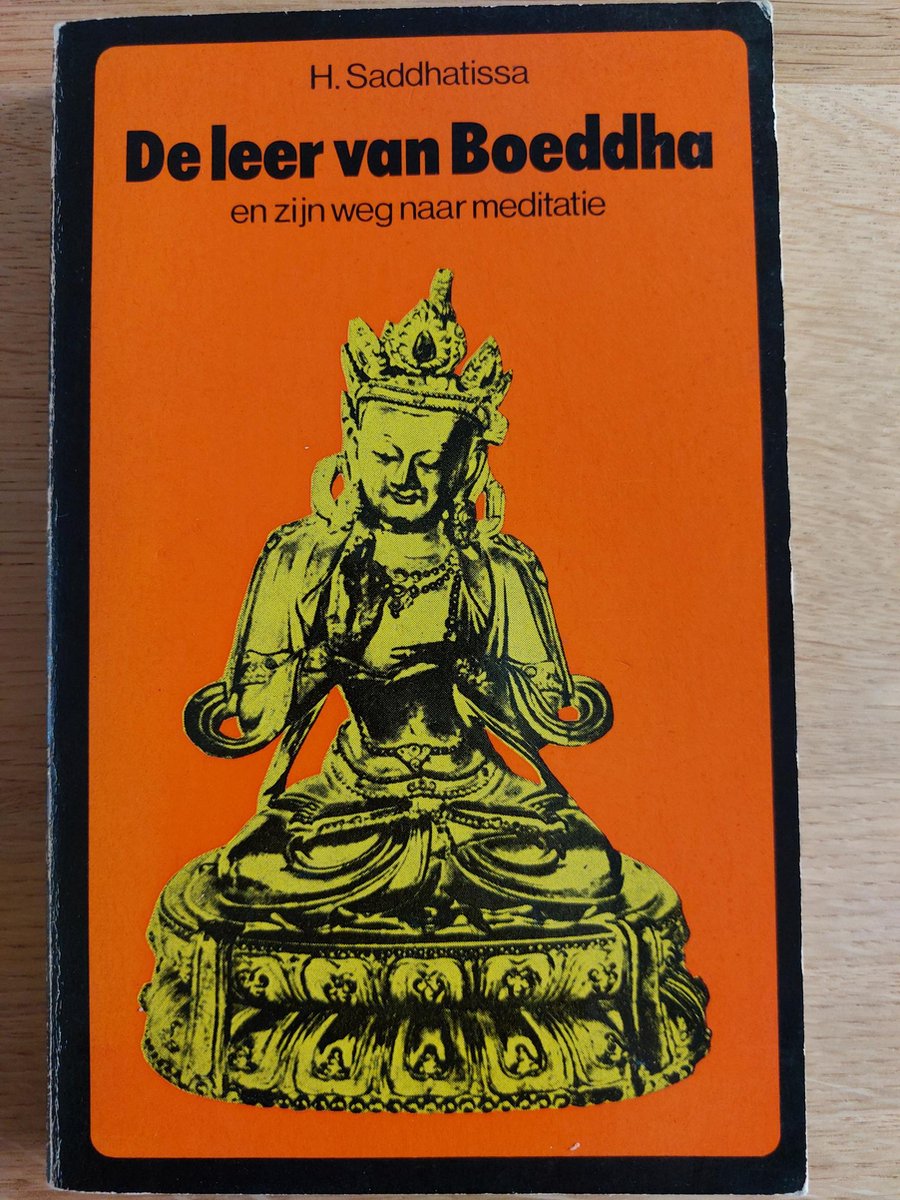 H. Saddhatissa
De leer van Boeddha
en zijn weg naar meditatie